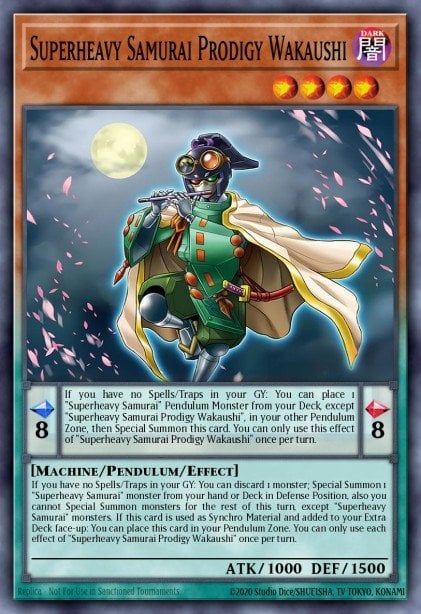 Superheavy Samurai Prodigy Wakaushi
DARK
闇
If you have no Spells/Traps in your GY: You can place 1
"Superheavy Samurai" Pendulum Monster from your Deck, except
"Superheavy Samurai Prodigy Wakaushi", in your other Pendulum
Zone, then Special Summon this card. You can only use this effect
of "Superheavy Samurai Prodigy Wakaushi" once per turn.
8
8
[Machine/Pendulum/Effect]
If you have no Spells/Traps in your GY: You can discard 1 monster; Special Summon 1
"Superheavy Samurai" monster from your hand or Deck in Defense Position, also you
cannot Special Summon monsters for the rest of this turn, except "Superheavy
Samurai" monsters. If this card is used as Synchro Material and added to your Extra
Deck face-up: You can place this card in your Pendulum Zone. You can only use each
effect of "Superheavy Samurai Prodigy Wakaushi" once per turn.
ATK/1000 DEF/1500
Replica - Not For Use in Sanctioned Tournaments
©2020 Studio Dice/SHUEISHA, TV TOKYO, KONAMI